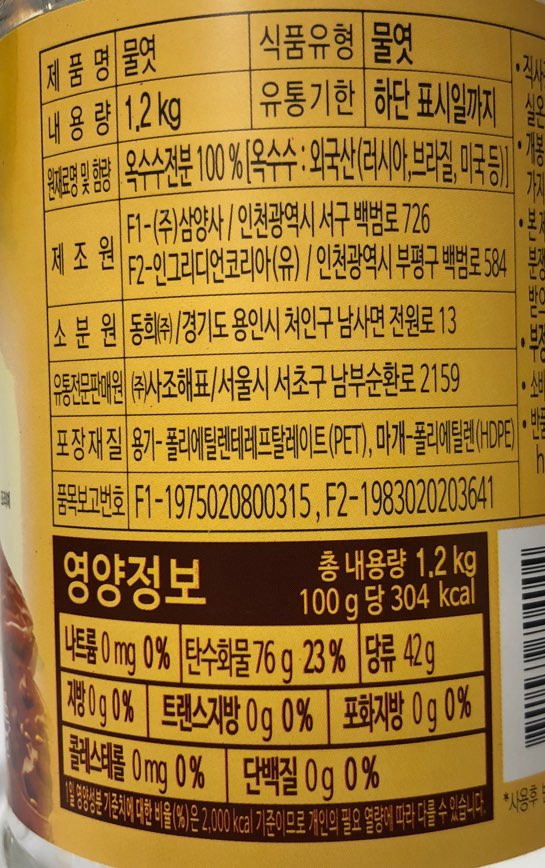 제 품 명 물엿 식품유형 물엿
내 용 량 1.2 kg 유통기한 하단 표시일까지
원재료명 및 함량 옥수수전분 100 % [옥수수 : 외국산(러시아, 브라질, 미국 등)]
제 조 원 F1-(주)삼양사 / 인천광역시 서구 백범로 726
F2-인그리디언코리아(유) / 인천광역시 부평구 백범로 584
소 분 원 동희(주)/경기도 용인시 처인구 남사면 전원로 13
유통전문판매원 (주)사조해표/서울시 서초구 남부순환로 2159
포장재질 용기-폴리에틸렌테레프탈레이트(PET), 마개-폴리에틸렌(HDPE)
품목보고번호 F1-1975020800315, F2-1983020203641
영양정보 총 내용량 1.2 kg
100 g 당 304 kcal
나트륨 0 mg 0% 탄수화물 76 g 23 % 당류 42 g
지방 0 g 0% 트랜스지방 0 g 0% 포화지방 0 g 0%
콜레스테롤 0 mg 0% 단백질 0 g 0%
1일 영양성분 기준치에 대한 비율(%)은 2,000 kcal 기준이므로 개인의 필요 열량에 따라 다를 수 있습니다.
*사용후